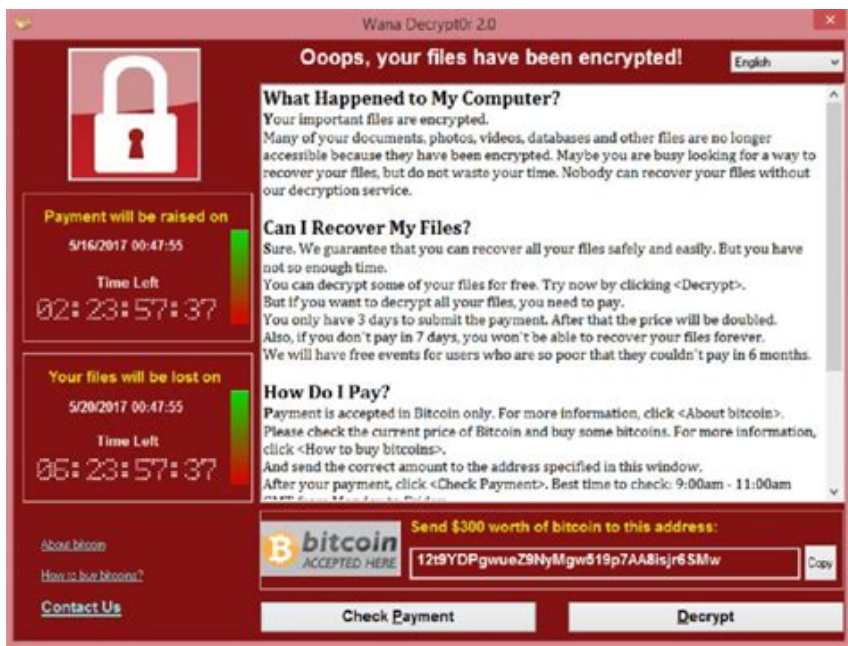 Wana Decrypt0r 2.0
Ooops, your files have been encrypted!
English
What Happened to My Computer?
Your important files are encrypted.
Many of your documents, photos, videos, databases and other files are no longer
accessible because they have been encrypted. Maybe you are busy looking for a way to
recover your files, but do not waste your time. Nobody can recover your files without
our decryption service.
Can I Recover My Files?
Sure. We guarantee that you can recover all your files safely and easily. But you have
not so enough time.
You can decrypt some of your files for free. Try now by clicking <Decrypt>.
But if you want to decrypt all your files, you need to pay.
You only have 3 days to submit the payment. After that the price will be doubled.
Also, if you don't pay in 7 days, you won't be able to recover your files forever.
We will have free events for users who are so poor that they couldn't pay in 6 months.
How Do I Pay?
Payment is accepted in Bitcoin only. For more information, click <About bitcoin>.
Please check the current price of Bitcoin and buy some bitcoins. For more information,
click <How to buy bitcoins>.
And send the correct amount to the address specified in this window.
After your payment, click <Check Payment>. Best time to check: 9:00am - 11:00am
GMT from Monday to Friday.
Payment will be raised on
5/16/2017 00:47:55
Time Left
02:23:57:37
Your files will be lost on
5/20/2017 00:47:55
Time Left
06:23:57:37
About bitcoin
How to buy bitcoins?
Contact Us
bitcoin
ACCEPTED HERE
Send $300 worth of bitcoin to this address:
12t9YDPgwueZ9NyMgw519p7AA8isjr6SMw
Copy
Check Payment
Decrypt